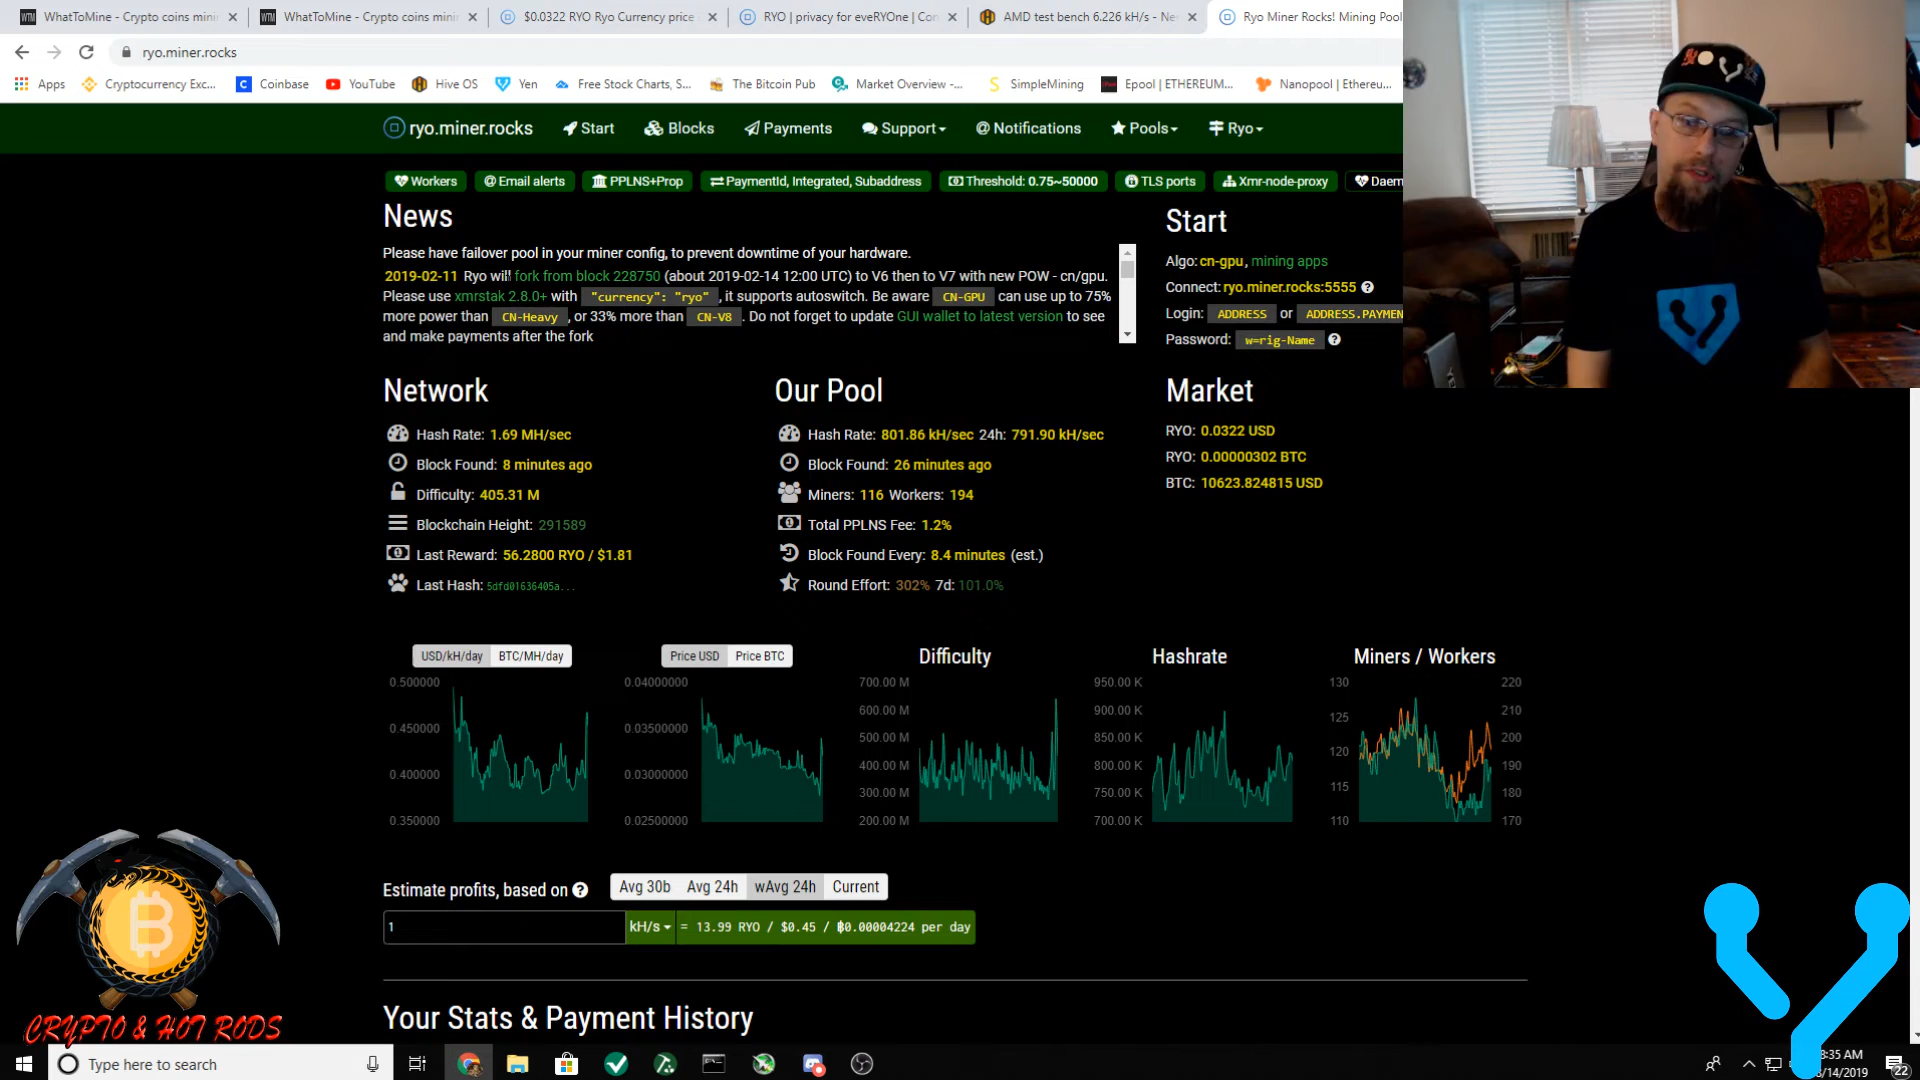 WhatToMine - Crypto coins mini
WhatToMine - Crypto coins mini
$0.0322 RYO Ryo Currency price
RYO | privacy for eveRYOne | Con
AMD test bench 6.226 kH/s - Ne
Ryo Miner Rocks! Mining Pool
ryo.miner.rocks
Apps
Cryptocurrency Exc...
Coinbase
YouTube
Hive OS
Yen
Free Stock Charts, S...
The Bitcoin Pub
Market Overview -...
SimpleMining
Epool | ETHEREUM...
Nanopool | Ethereu...
ryo.miner.rocks
Start
Blocks
Payments
Support
Notifications
Pools
Ryo
Workers
@ Email alerts
PPLNS+Prop
PaymentId, Integrated, Subaddress
Threshold: 0.75~50000
TLS ports
Xmr-node-proxy
Daem
News
Please have failover pool in your miner config, to prevent downtime of your hardware.
2019-02-11 Ryo will fork from block 228750 (about 2019-02-14 12:00 UTC) to V6 then to V7 with new POW - cn/gpu.
Please use xmrstak 2.8.0+ with "currency": "ryo" , it supports autoswitch. Be aware CN-GPU can use up to 75%
more power than CN-Heavy , or 33% more than CN-V8 . Do not forget to update GUI wallet to latest version to see
and make payments after the fork
Start
Algo: cn-gpu , mining apps
Connect: ryo.miner.rocks:5555
Login: ADDRESS or ADDRESS.PAYMEN
Password: w=rig-Name
Network
Hash Rate: 1.69 MH/sec
Block Found: 8 minutes ago
Difficulty: 405.31 M
Blockchain Height: 291589
Last Reward: 56.2800 RYO / $1.81
Last Hash: 5dfd01636405a...
Our Pool
Hash Rate: 801.86 kH/sec 24h: 791.90 kH/sec
Block Found: 26 minutes ago
Miners: 116 Workers: 194
Total PPLNS Fee: 1.2%
Block Found Every: 8.4 minutes (est.)
Round Effort: 302% 7d: 101.0%
Market
RYO: 0.0322 USD
RYO: 0.00000302 BTC
BTC: 10623.824815 USD
USD/kH/day BTC/MH/day
0.500000
0.450000
0.400000
0.350000
Price USD Price BTC
0.04000000
0.03500000
0.03000000
0.02500000
Difficulty
700.00 M
600.00 M
500.00 M
400.00 M
300.00 M
200.00 M
Hashrate
950.00 K
900.00 K
850.00 K
800.00 K
750.00 K
700.00 K
Miners / Workers
130
125
120
115
110
220
210
200
190
180
170
Estimate profits, based on
Avg 30b Avg 24h wAvg 24h Current
1
kH/s
= 13.99 RYO / $0.45 / ฿0.00004224 per day
Your Stats & Payment History
CRYPTO & HOT RODS
Type here to search
:35 AM
/14/2019
22